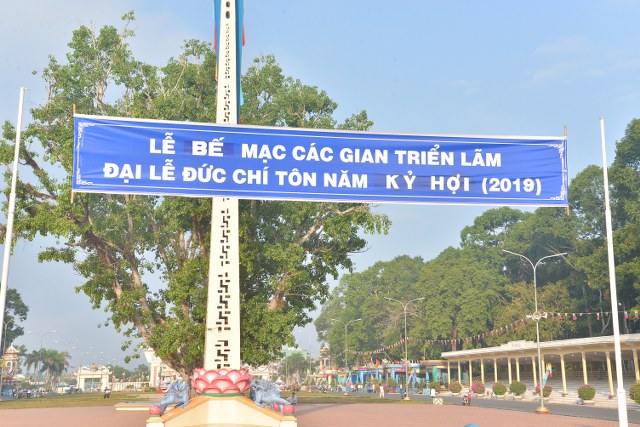 LỄ BẾ MẠC CÁC GIAN TRIỂN LÃM
ĐẠI LỄ ĐỨC CHÍ TÔN NĂM KỶ HỢI (2019)